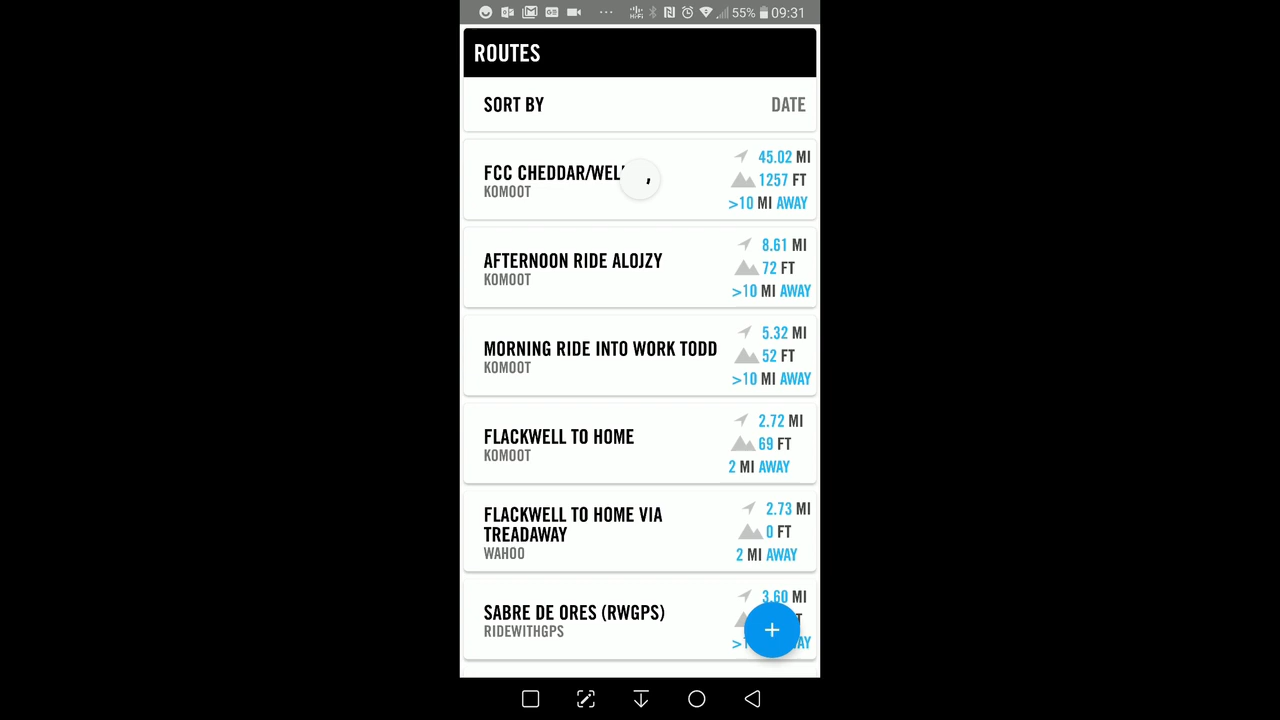 55% 09:31
ROUTES
SORT BY DATE
FCC CHEDDAR/WEL
KOMOOT
45.02 MI
1257 FT
>10 MI AWAY
AFTERNOON RIDE ALOJZY
KOMOOT
8.61 MI
72 FT
>10 MI AWAY
MORNING RIDE INTO WORK TODD
KOMOOT
5.32 MI
52 FT
>10 MI AWAY
FLACKWELL TO HOME
KOMOOT
2.72 MI
69 FT
2 MI AWAY
FLACKWELL TO HOME VIA
TREADAWAY
WAHOO
2.73 MI
0 FT
2 MI AWAY
SABRE DE ORES (RWGPS)
RIDEWITHGPS
3.60 MI